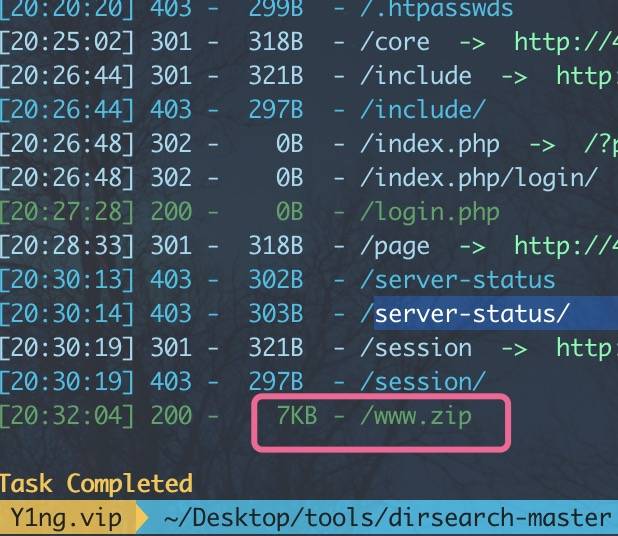 [20:20:20] 403 - 299B - /.htpasswds
[20:25:02] 301 - 318B - /core -> http://4
[20:26:44] 301 - 321B - /include -> http:
[20:26:44] 403 - 297B - /include/
[20:26:48] 302 - 0B - /index.php -> /?p
[20:26:48] 302 - 0B - /index.php/login/
[20:27:28] 200 - 0B - /login.php
[20:28:33] 301 - 318B - /page -> http://4
[20:30:13] 403 - 302B - /server-status
[20:30:14] 403 - 303B - /server-status/
[20:30:19] 301 - 321B - /session -> http:
[20:30:19] 403 - 297B - /session/
[20:32:04] 200 - 7KB - /www.zip
Task Completed
Y1ng.vip ~/Desktop/tools/dirsearch-master